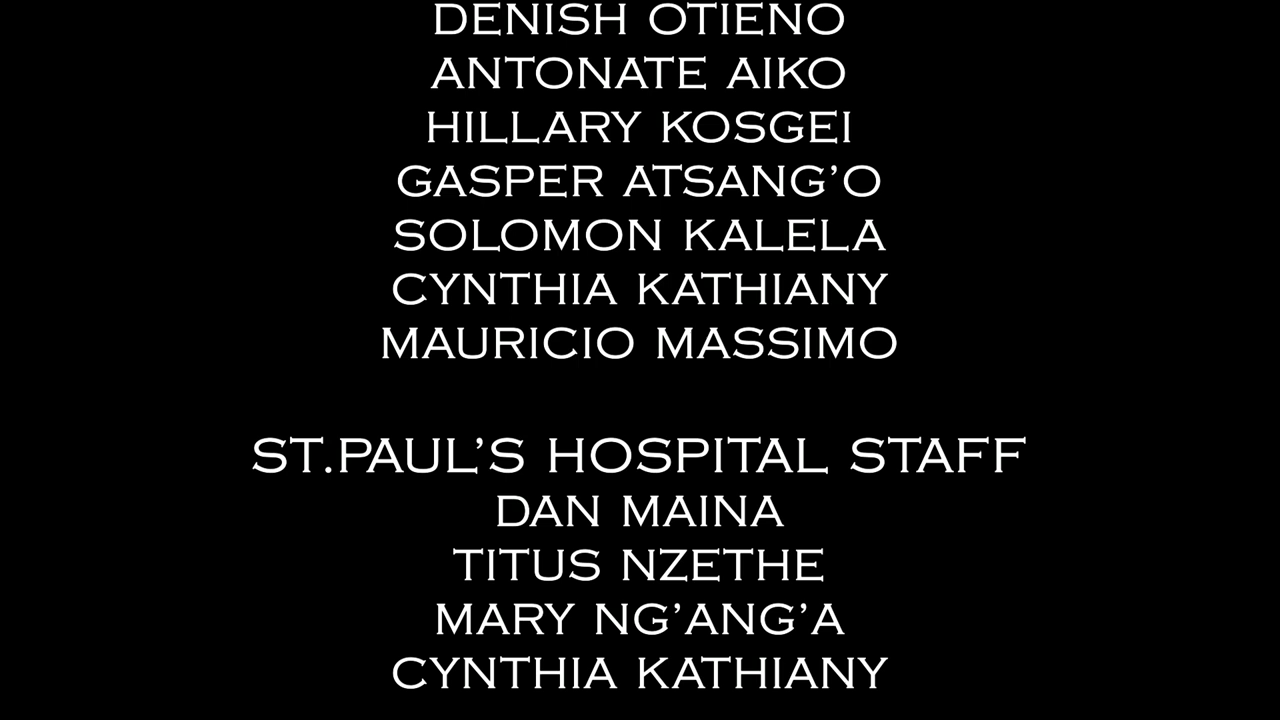 DENISH OTIENO
ANTONATE AIKO
HILLARY KOSGEI
GASPER ATSANG’O
SOLOMON KALELA
CYNTHIA KATHIANY
MAURICIO MASSIMO
ST.PAUL’S HOSPITAL STAFF
DAN MAINA
TITUS NZETHE
MARY NG’ANG’A
CYNTHIA KATHIANY